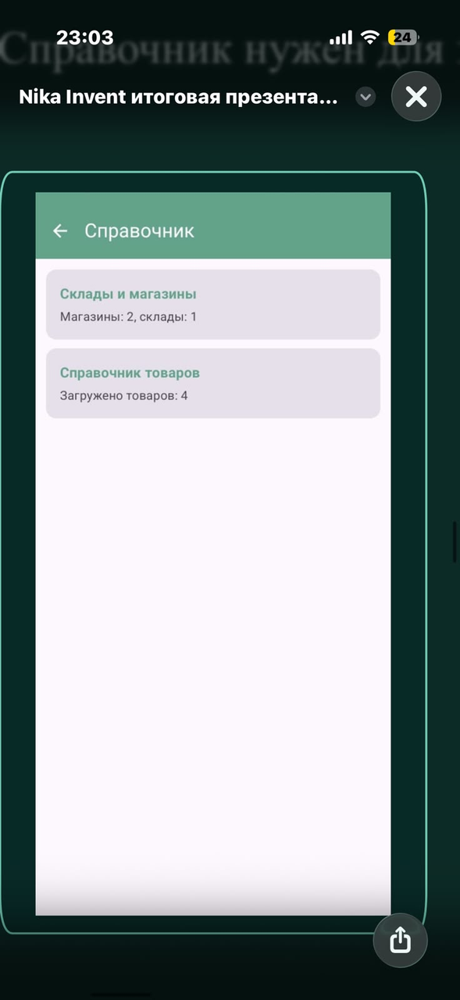 23:03
24
Справочник нужен для
Nika Invent итоговая презента...
Справочник
Склады и магазины
Магазины: 2, склады: 1
Справочник товаров
Загружено товаров: 4